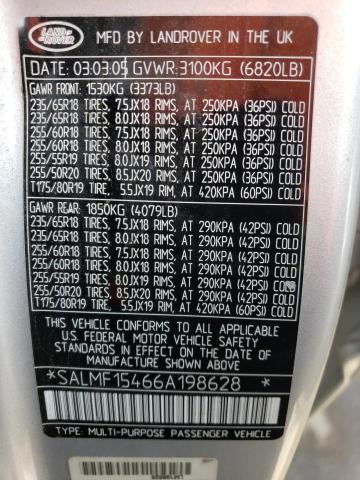 LAND-
ROVER
MFD BY LANDROVER IN THE UK
DATE: 03.03.05 GVWR: 3100KG (6820LB)
GAWR FRONT: 1530KG (3373LB)
235/65R18 TIRES, 7.5JX18 RIMS, AT 250KPA (36PSI) COLD
235/65R18 TIRES, 8.0JX18 RIMS, AT 250KPA (36PSI) COLD
255/60R18 TIRES, 7.5JX18 RIMS, AT 250KPA (36PSI) COLD
255/60R18 TIRES, 8.0JX18 RIMS, AT 250KPA (36PSI) COLD
255/55R19 TIRES, 8.0JX19 RIMS, AT 250KPA (36PSI) COLD
255/50R20 TIRES, 8.5JX20 RIMS, AT 250KPA (36PSI) COLD
T175/80R19 TIRE, 5.5JX19 RIM, AT 420KPA (60PSI) COLD
GAWR REAR: 1850KG (4079LB)
235/65R18 TIRES, 7.5JX18 RIMS, AT 290KPA (42PSI) COLD
235/65R18 TIRES, 8.0JX18 RIMS, AT 290KPA (42PSI) COLD
255/60R18 TIRES, 7.5JX18 RIMS, AT 290KPA (42PSI) COLD
255/60R18 TIRES, 8.0JX18 RIMS, AT 290KPA (42PSI) COLD
255/55R19 TIRES, 8.0JX19 RIMS, AT 290KPA (42PSI) COLD
255/50R20 TIRES, 8.5JX20 RIMS, AT 290KPA (42PSI) COLD
T175/80R19 TIRE, 5.5JX19 RIM, AT 420KPA (60PSI) COLD
THIS VEHICLE CONFORMS TO ALL APPLICABLE
U.S. FEDERAL MOTOR VEHICLE SAFETY
STANDARDS IN EFFECT ON THE DATE OF
MANUFACTURE SHOWN ABOVE.
*SALMF15466A198628*
TYPE: MULTI-PURPOSE PASSENGER VEHICLE